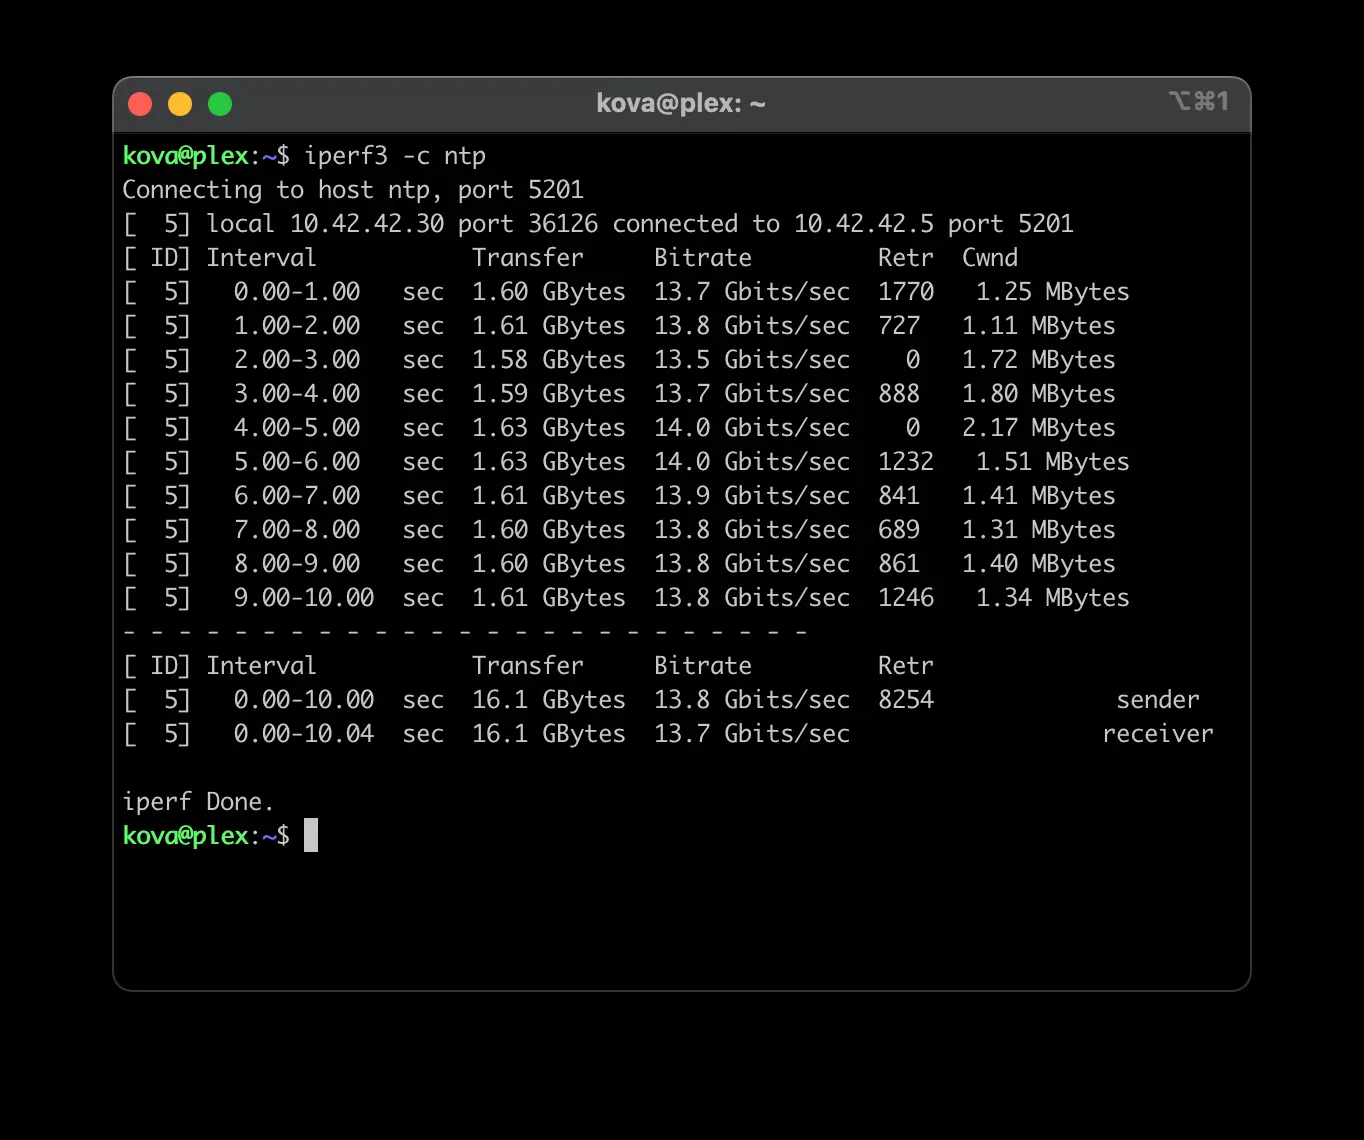 kova@plex: ~
⌥⌘1
kova@plex:~$ iperf3 -c ntp
Connecting to host ntp, port 5201
[  5] local 10.42.42.30 port 36126 connected to 10.42.42.5 port 5201
[ ID] Interval           Transfer     Bitrate         Retr  Cwnd
[  5]   0.00-1.00   sec  1.60 GBytes  13.7 Gbits/sec  1770   1.25 MBytes
[  5]   1.00-2.00   sec  1.61 GBytes  13.8 Gbits/sec  727   1.11 MBytes
[  5]   2.00-3.00   sec  1.58 GBytes  13.5 Gbits/sec    0   1.72 MBytes
[  5]   3.00-4.00   sec  1.59 GBytes  13.7 Gbits/sec  888   1.80 MBytes
[  5]   4.00-5.00   sec  1.63 GBytes  14.0 Gbits/sec    0   2.17 MBytes
[  5]   5.00-6.00   sec  1.63 GBytes  14.0 Gbits/sec  1232   1.51 MBytes
[  5]   6.00-7.00   sec  1.61 GBytes  13.9 Gbits/sec  841   1.41 MBytes
[  5]   7.00-8.00   sec  1.60 GBytes  13.8 Gbits/sec  689   1.31 MBytes
[  5]   8.00-9.00   sec  1.60 GBytes  13.8 Gbits/sec  861   1.40 MBytes
[  5]   9.00-10.00  sec  1.61 GBytes  13.8 Gbits/sec  1246   1.34 MBytes
- - - - - - - - - - - - - - - - - - - - - - - - -
[ ID] Interval           Transfer     Bitrate         Retr
[  5]   0.00-10.00  sec  16.1 GBytes  13.8 Gbits/sec  8254             sender
[  5]   0.00-10.04  sec  16.1 GBytes  13.7 Gbits/sec                  receiver
iperf Done.
kova@plex:~$